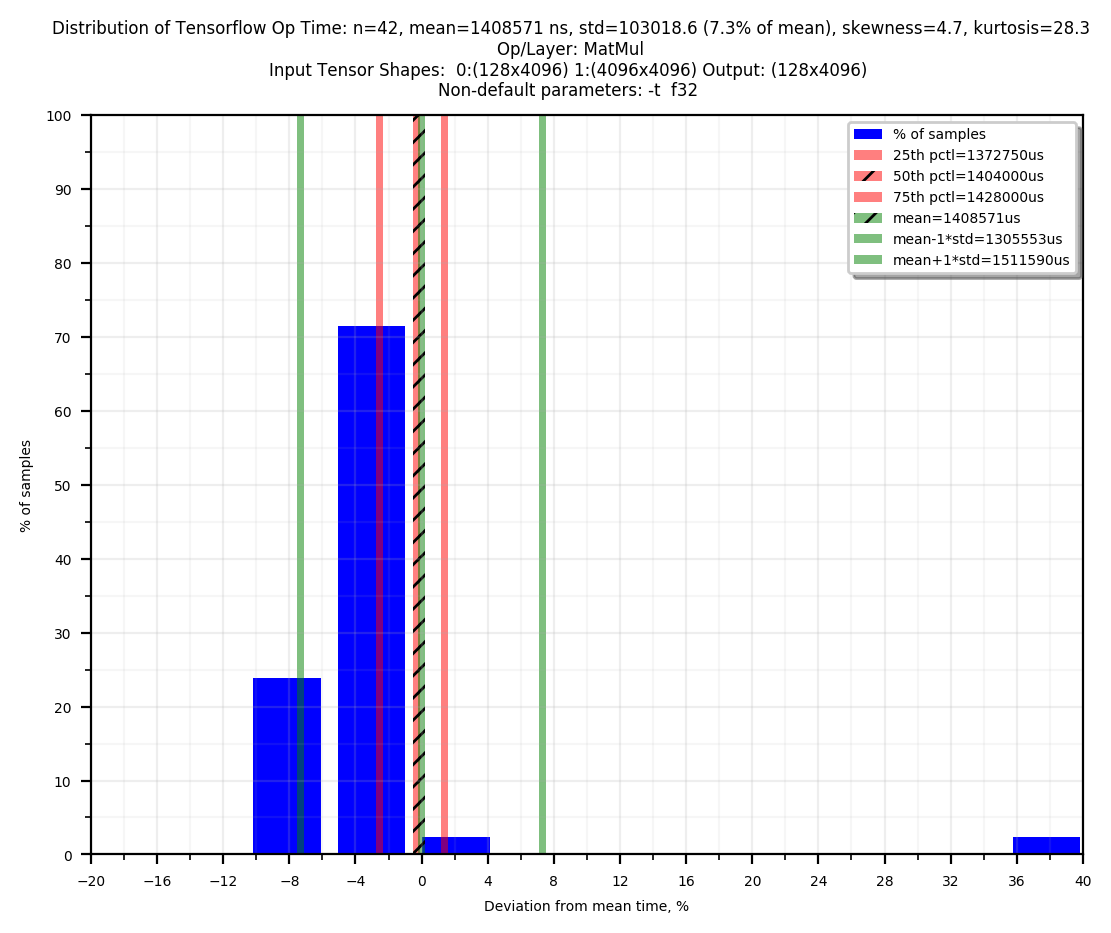 Distribution of Tensorflow Op Time: n=42, mean=1408571 ns, std=103018.6 (7.3% of mean), skewness=4.7, kurtosis=28.3
Op/Layer: MatMul
Input Tensor Shapes:  0:(128x4096) 1:(4096x4096) Output: (128x4096)
Non-default parameters: -t  f32
100
90
80
70
60
50
40
30
20
10
0
% of samples
% of samples
25th pctl=1372750us
50th pctl=1404000us
75th pctl=1428000us
mean=1408571us
mean-1*std=1305553us
mean+1*std=1511590us
−20 −16 −12 −8 −4 0 4 8 12 16 20 24 28 32 36 40
Deviation from mean time, %